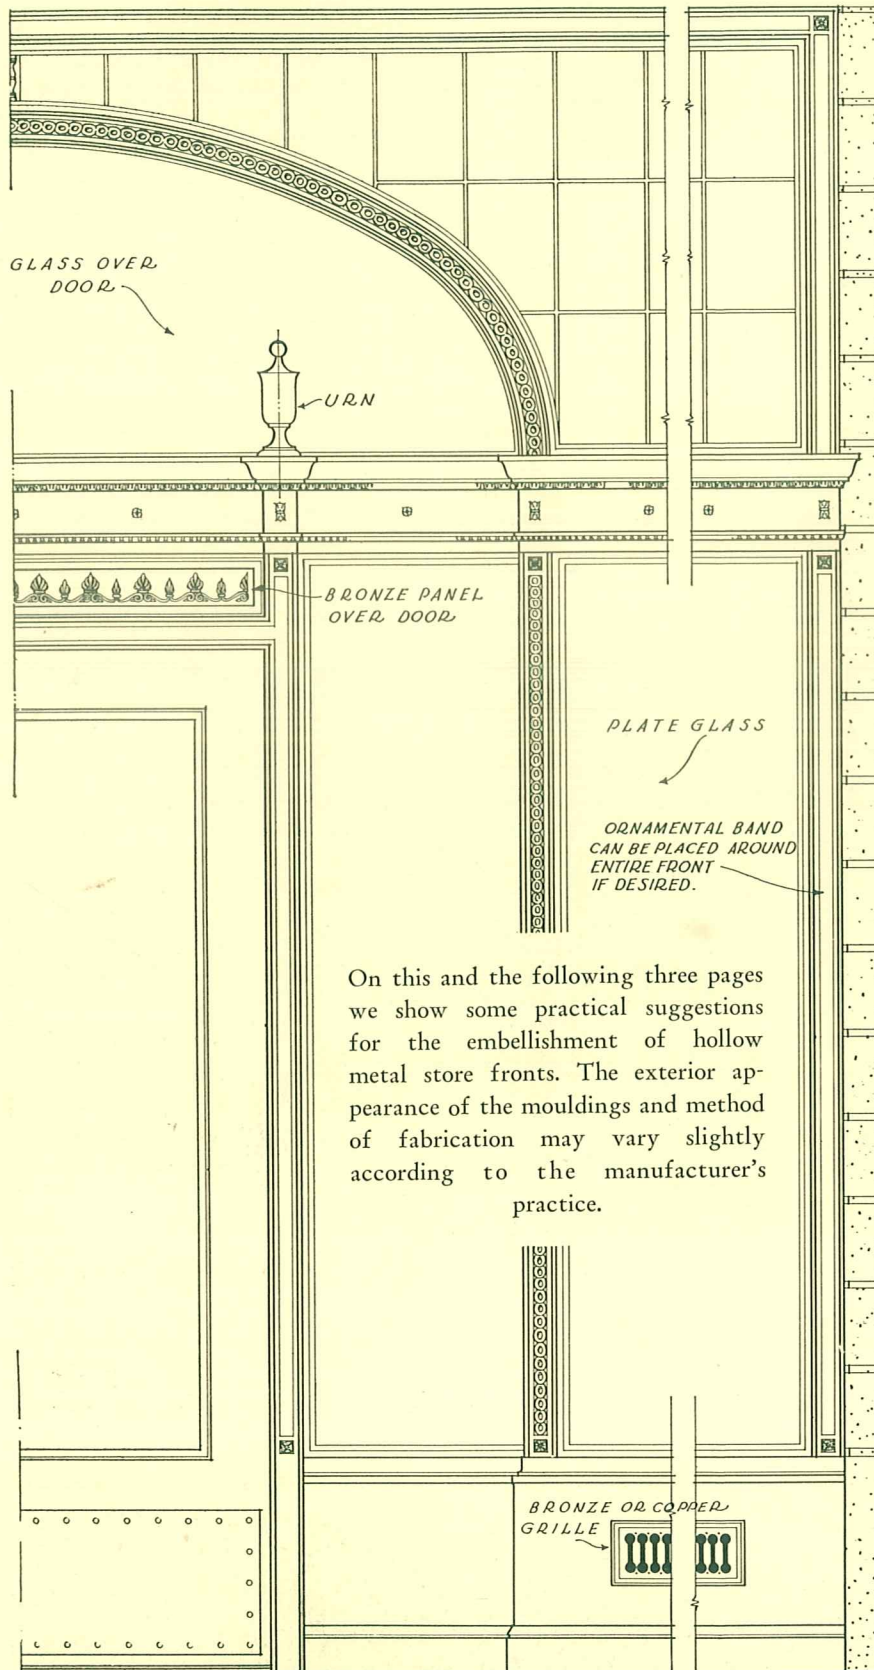 GLASS OVER
DOOR
URN
BRONZE PANEL
OVER DOOR
PLATE GLASS
ORNAMENTAL BAND
CAN BE PLACED AROUND
ENTIRE FRONT
IF DESIRED.
On this and the following three pages
we show some practical suggestions
for the embellishment of hollow
metal store fronts. The exterior ap-
pearance of the mouldings and method
of fabrication may vary slightly
according to the manufacturer's
practice.
BRONZE OR COPPER
GRILLE